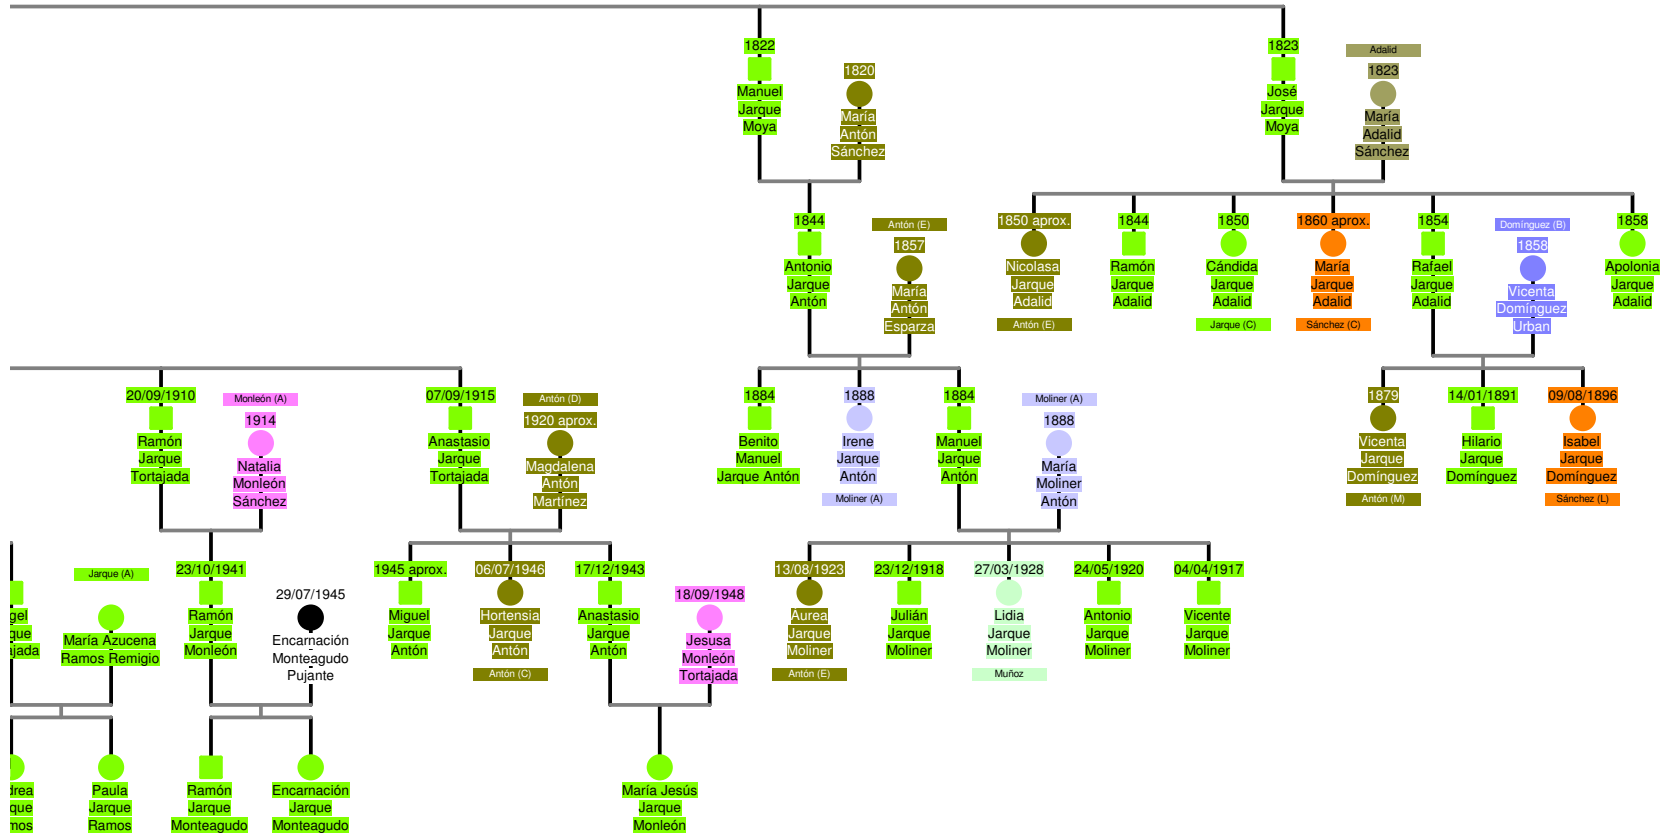 1822
Manuel
Jarque
Moya
1820
María
Antón
Sánchez
1823
José
Jarque
Moya
Adalid
1823
María
Adalid
Sánchez
1844
Antonio
Jarque
Antón
Antón (E)
1857
María
Antón
Esparza
1850 aprox.
Nicolasa
Jarque
Adalid
Antón (E)
1844
Ramón
Jarque
Adalid
1850
Cándida
Jarque
Adalid
Jarque (C)
1860 aprox.
María
Jarque
Adalid
Sánchez (C)
1854
Rafael
Jarque
Adalid
Domínguez (B)
1858
Vicenta
Domínguez
Urban
1858
Apolonia
Jarque
Adalid
20/09/1910
Ramón
Jarque
Tortajada
Monleón (A)
1914
Natalia
Monleón
Sánchez
07/09/1915
Anastasio
Jarque
Tortajada
Antón (D)
1920 aprox.
Magdalena
Antón
Martínez
1884
Benito
Manuel
Jarque Antón
1888
Irene
Jarque
Antón
Moliner (A)
1884
Manuel
Jarque
Antón
Moliner (A)
1888
María
Moliner
Antón
1879
Vicenta
Jarque
Domínguez
Antón (M)
14/01/1891
Hilario
Jarque
Domínguez
09/08/1896
Isabel
Jarque
Domínguez
Sánchez (L)
gel
que
ajada
Jarque (A)
María Azucena
Ramos Remigio
23/10/1941
Ramón
Jarque
Monleón
29/07/1945
Encarnación
Monteagudo
Pujante
1945 aprox.
Miguel
Jarque
Antón
06/07/1946
Hortensia
Jarque
Antón
Antón (C)
17/12/1943
Anastasio
Jarque
Antón
18/09/1948
Jesusa
Monleón
Tortajada
13/08/1923
Aurea
Jarque
Moliner
Antón (E)
23/12/1918
Julián
Jarque
Moliner
27/03/1928
Lidia
Jarque
Moliner
Muñoz
24/05/1920
Antonio
Jarque
Moliner
04/04/1917
Vicente
Jarque
Moliner
drea
que
mos
Paula
Jarque
Ramos
Ramón
Jarque
Monteagudo
Encarnación
Jarque
Monteagudo
María Jesús
Jarque
Monleón